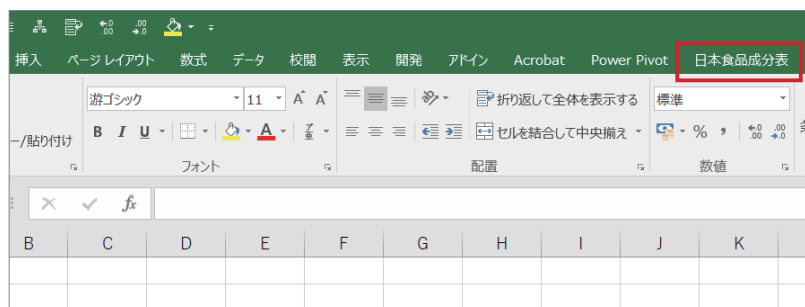 挿入 ページ レイアウト 数式 データ 校閲 表示 開発 アドイン Acrobat Power Pivot 日本食品成分表
游ゴシック 11 A A 折り返して全体を表示する 標準
ー/貼り付け B I U A 亜 セルを結合して中央揃え % , .00 .0
フォント 配置 数値
fx
B C D E F G H I J K